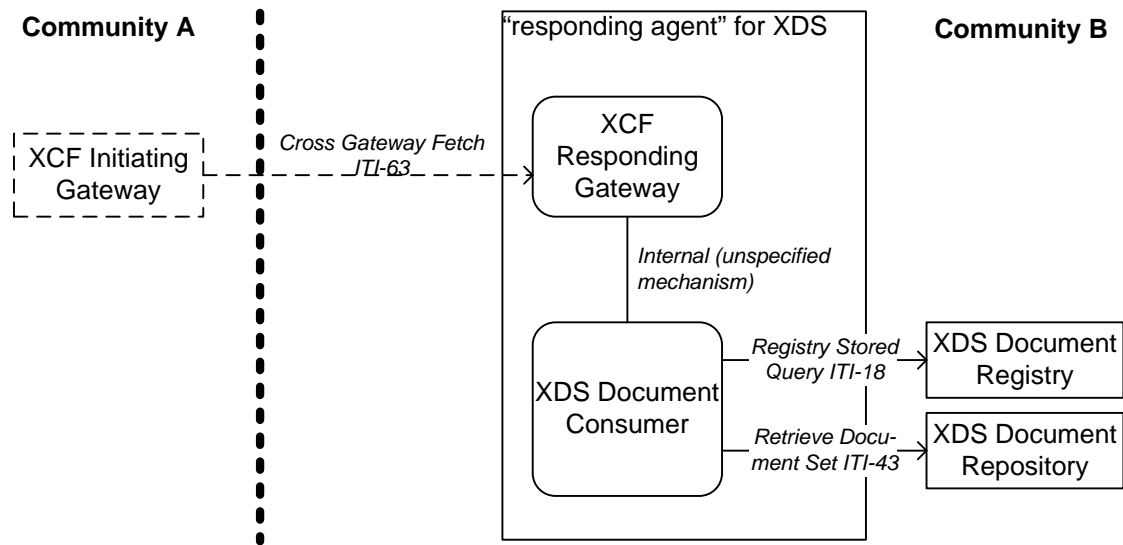 Community A
"responding agent" for XDS
Community B
XCF Initiating
Gateway
Cross Gateway Fetch
ITI-63
XCF
Responding
Gateway
Internal (unspecified
mechanism)
XDS Document
Consumer
Registry Stored
Query ITI-18
XDS Document
Registry
Retrieve Docu-
ment Set ITI-43
XDS Document
Repository